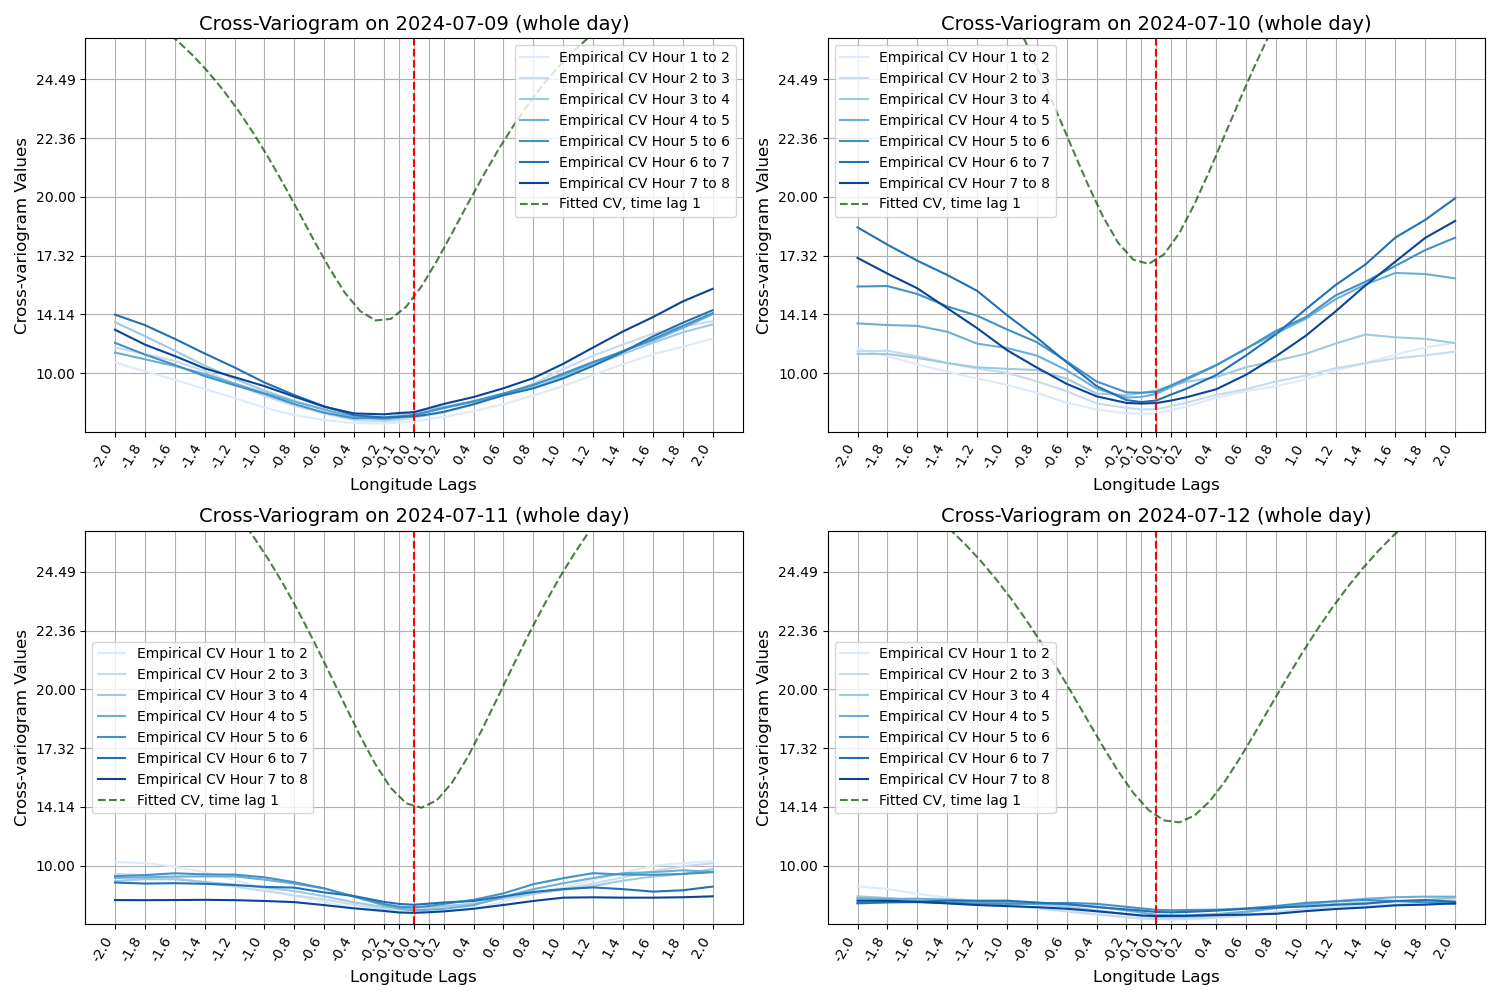 Cross-Variogram on 2024-07-09 (whole day)
Cross-variogram Values
24.49
22.36
20.00
17.32
14.14
10.00
Empirical CV Hour 1 to 2
Empirical CV Hour 2 to 3
Empirical CV Hour 3 to 4
Empirical CV Hour 4 to 5
Empirical CV Hour 5 to 6
Empirical CV Hour 6 to 7
Empirical CV Hour 7 to 8
Fitted CV, time lag 1
-2.0 -1.8 -1.6 -1.4 -1.2 -1.0 -0.8 -0.6 -0.4 -0.2 -0.1 0.0 0.1 0.2 0.4 0.6 0.8 1.0 1.2 1.4 1.6 1.8 2.0
Longitude Lags
Cross-Variogram on 2024-07-10 (whole day)
Cross-variogram Values
24.49
22.36
20.00
17.32
14.14
10.00
Empirical CV Hour 1 to 2
Empirical CV Hour 2 to 3
Empirical CV Hour 3 to 4
Empirical CV Hour 4 to 5
Empirical CV Hour 5 to 6
Empirical CV Hour 6 to 7
Empirical CV Hour 7 to 8
Fitted CV, time lag 1
-2.0 -1.8 -1.6 -1.4 -1.2 -1.0 -0.8 -0.6 -0.4 -0.2 -0.1 0.0 0.1 0.2 0.4 0.6 0.8 1.0 1.2 1.4 1.6 1.8 2.0
Longitude Lags
Cross-Variogram on 2024-07-11 (whole day)
Cross-variogram Values
24.49
22.36
20.00
17.32
14.14
10.00
Empirical CV Hour 1 to 2
Empirical CV Hour 2 to 3
Empirical CV Hour 3 to 4
Empirical CV Hour 4 to 5
Empirical CV Hour 5 to 6
Empirical CV Hour 6 to 7
Empirical CV Hour 7 to 8
Fitted CV, time lag 1
-2.0 -1.8 -1.6 -1.4 -1.2 -1.0 -0.8 -0.6 -0.4 -0.2 -0.1 0.0 0.1 0.2 0.4 0.6 0.8 1.0 1.2 1.4 1.6 1.8 2.0
Longitude Lags
Cross-Variogram on 2024-07-12 (whole day)
Cross-variogram Values
24.49
22.36
20.00
17.32
14.14
10.00
Empirical CV Hour 1 to 2
Empirical CV Hour 2 to 3
Empirical CV Hour 3 to 4
Empirical CV Hour 4 to 5
Empirical CV Hour 5 to 6
Empirical CV Hour 6 to 7
Empirical CV Hour 7 to 8
Fitted CV, time lag 1
-2.0 -1.8 -1.6 -1.4 -1.2 -1.0 -0.8 -0.6 -0.4 -0.2 -0.1 0.0 0.1 0.2 0.4 0.6 0.8 1.0 1.2 1.4 1.6 1.8 2.0
Longitude Lags